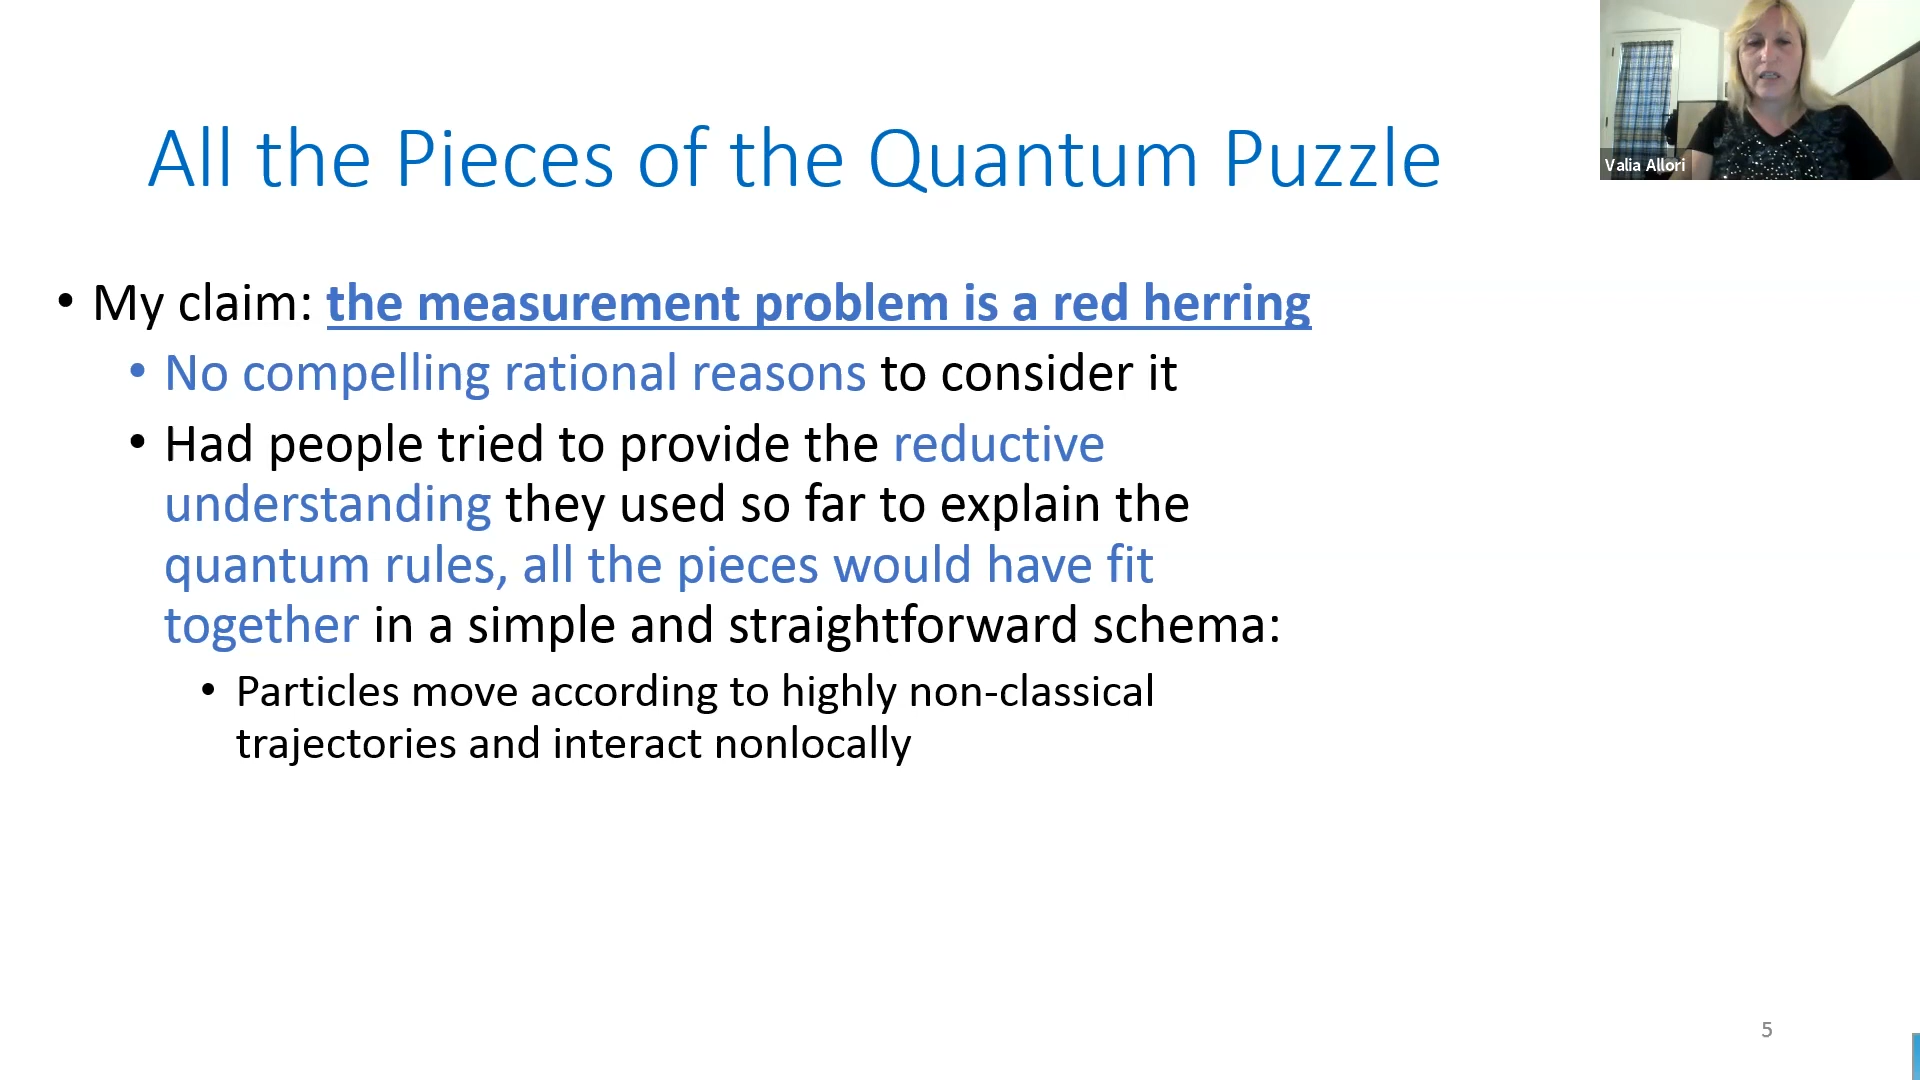 All the Pieces of the Quantum Puzzle
Valia Allori
• My claim: the measurement problem is a red herring
• No compelling rational reasons to consider it
• Had people tried to provide the reductive
understanding they used so far to explain the
quantum rules, all the pieces would have fit
together in a simple and straightforward schema:
• Particles move according to highly non-classical
trajectories and interact nonlocally
5